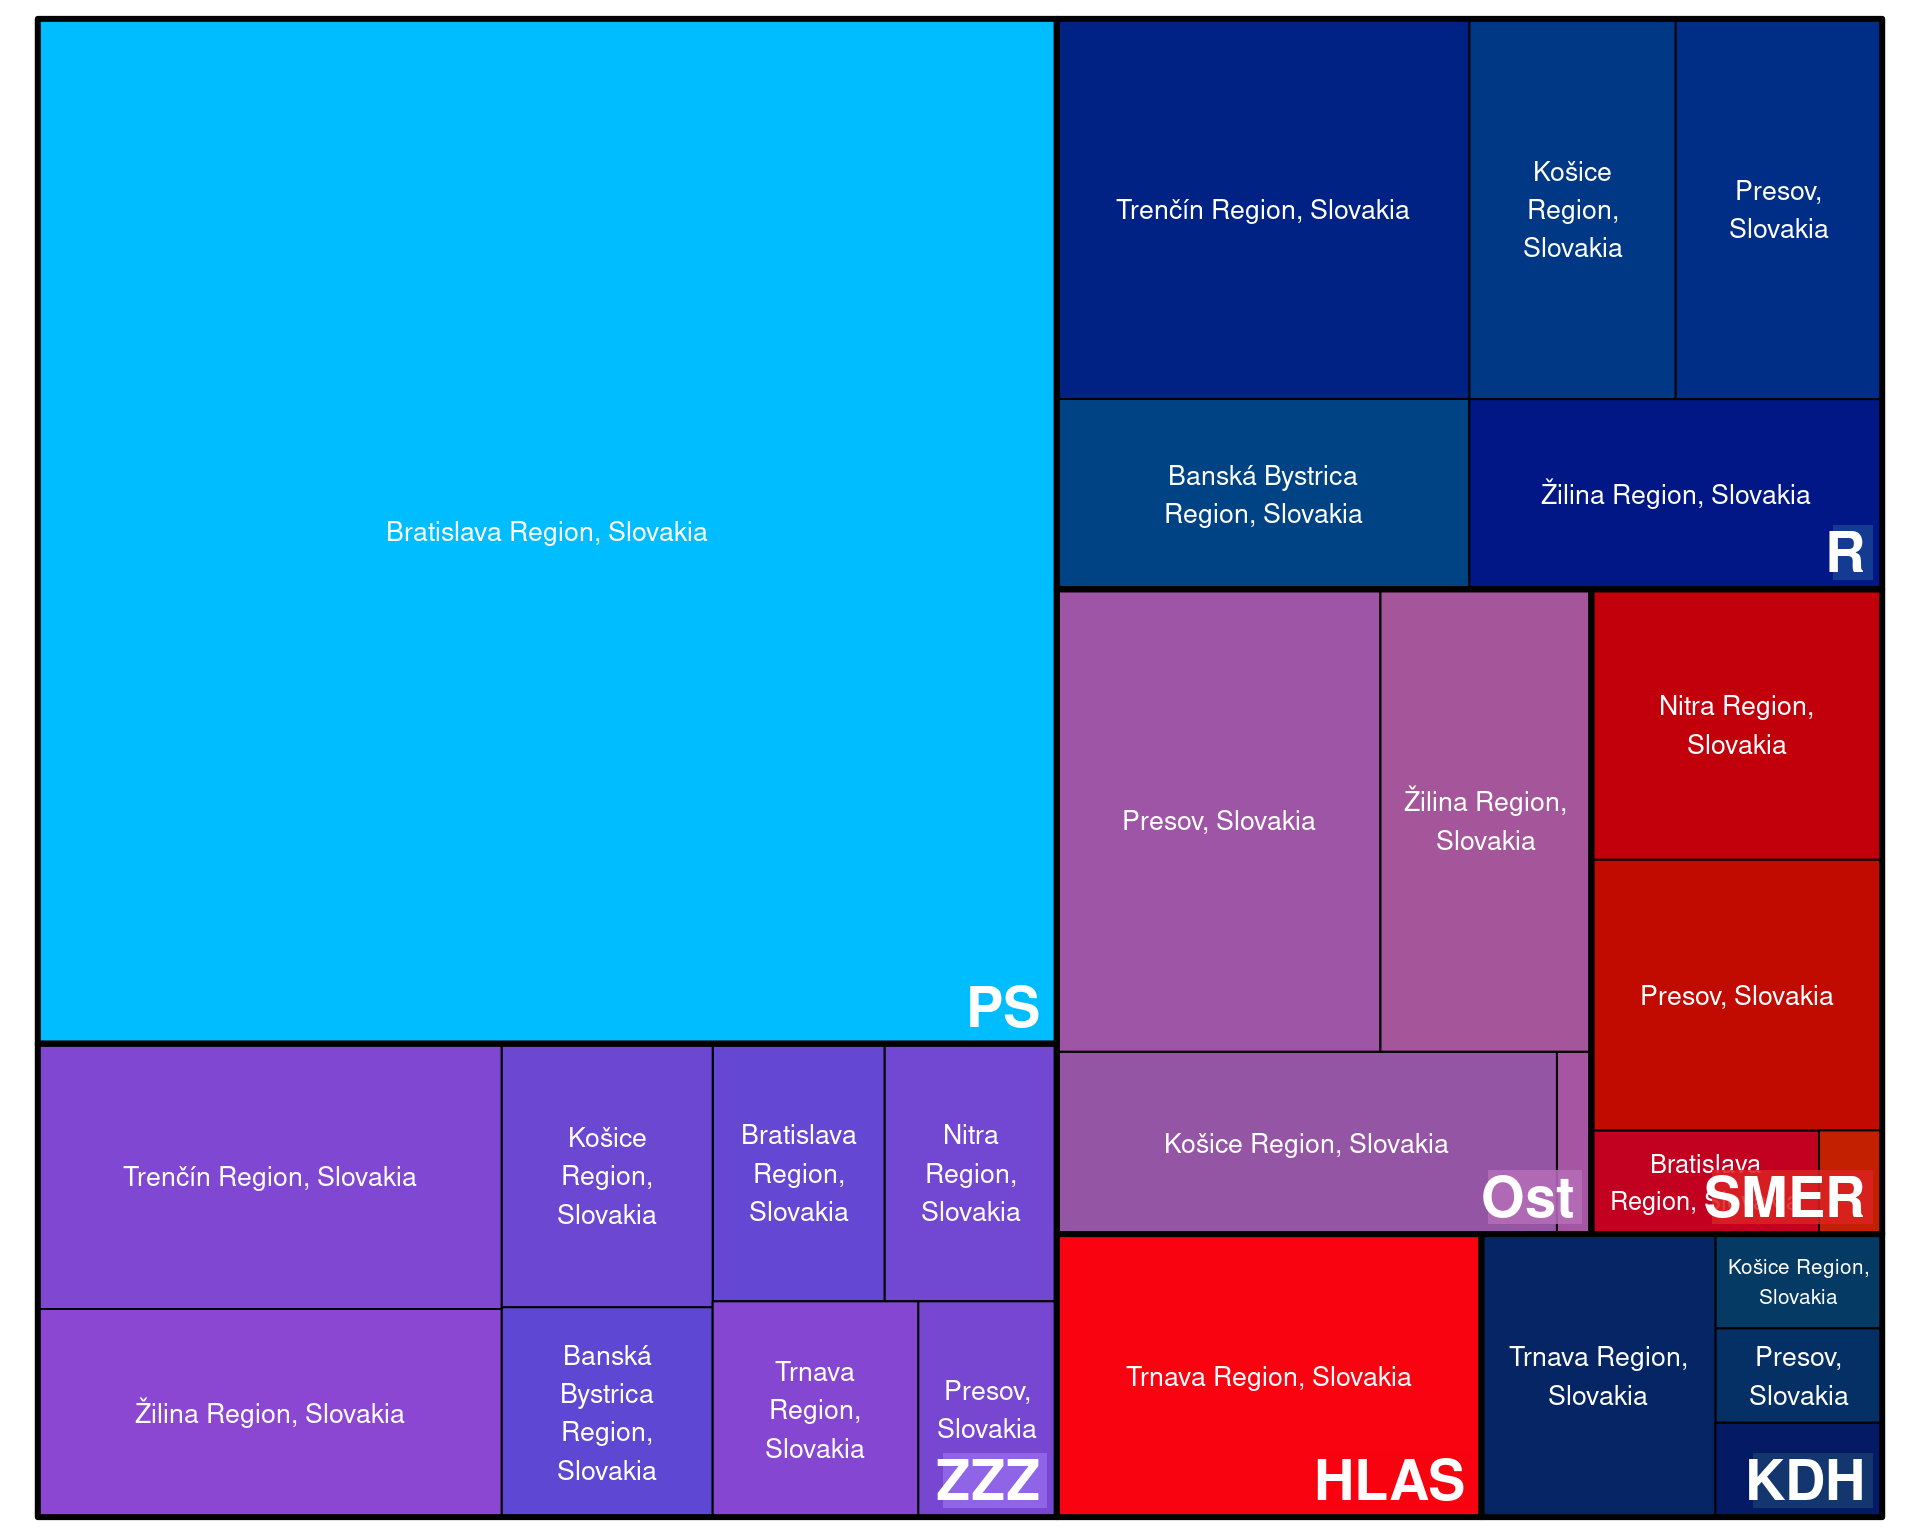 Bratislava Region, Slovakia
PS
Trenčín Region, Slovakia
Košice
Region,
Slovakia
Presov,
Slovakia
Banská Bystrica
Region, Slovakia
Žilina Region, Slovakia
R
Presov, Slovakia
Žilina Region,
Slovakia
Košice Region, Slovakia
Ost
Nitra Region,
Slovakia
Presov, Slovakia
Bratislava
Region,
SMER
Trenčín Region, Slovakia
Košice
Region,
Slovakia
Bratislava
Region,
Slovakia
Nitra
Region,
Slovakia
Žilina Region, Slovakia
Banská
Bystrica
Region,
Slovakia
Trnava
Region,
Slovakia
Presov,
Slovakia
ZZZ
Trnava Region, Slovakia
HLAS
Trnava Region,
Slovakia
Košice Region,
Slovakia
Presov,
Slovakia
KDH